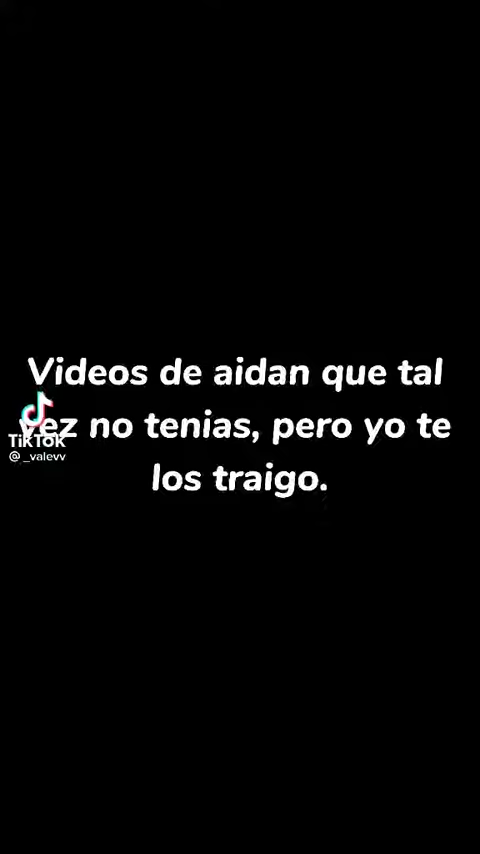 Videos de aidan que tal
vez no tenias, pero yo te
los traigo.
TikTok
@_valevv